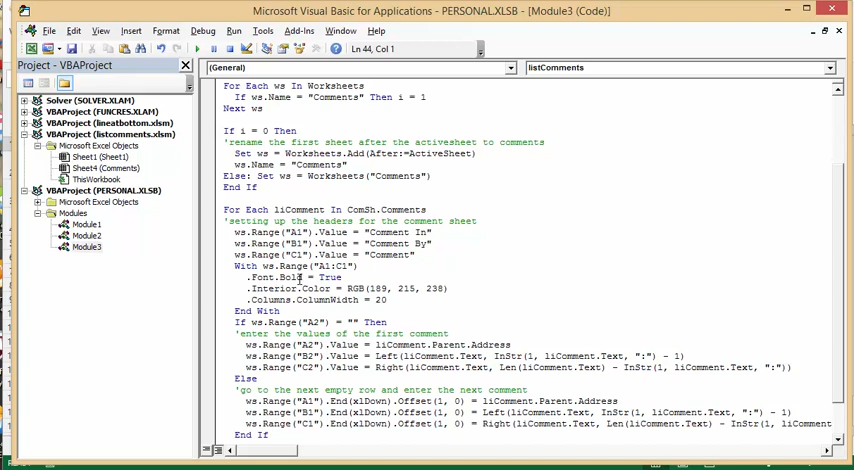 Microsoft Visual Basic for Applications - PERSONAL.XLSB - [Module3 (Code)]
File Edit View Insert Format Debug Run Tools Add-Ins Window Help
Ln 44, Col 1
Project - VBAProject
Solver (SOLVER.XLAM)
VBAProject (FUNCRES.XLAM)
VBAProject (lineatbottom.xlsm)
VBAProject (listcomments.xlsm)
Microsoft Excel Objects
Sheet1 (Sheet1)
Sheet4 (Comments)
ThisWorkbook
VBAProject (PERSONAL.XLSB)
Microsoft Excel Objects
Modules
Module1
Module2
Module3
(General)
listComments
For Each ws In Worksheets
If ws.Name = "Comments" Then i = 1
Next ws
If i = 0 Then
'rename the first sheet after the activesheet to comments
Set ws = Worksheets.Add(After:=ActiveSheet)
ws.Name = "Comments"
Else: Set ws = Worksheets("Comments")
End If
For Each liComment In ComSh.Comments
'setting up the headers for the comment sheet
ws.Range("A1").Value = "Comment In"
ws.Range("B1").Value = "Comment By"
ws.Range("C1").Value = "Comment"
With ws.Range("A1:C1")
.Font.Bold = True
.Interior.Color = RGB(189, 215, 238)
.Columns.ColumnWidth = 20
End With
If ws.Range("A2") = "" Then
'enter the values of the first comment
ws.Range("A2").Value = liComment.Parent.Address
ws.Range("B2").Value = Left(liComment.Text, InStr(1, liComment.Text, ":") - 1)
ws.Range("C2").Value = Right(liComment.Text, Len(liComment.Text) - InStr(1, liComment.Text, ":"))
Else
'go to the next empty row and enter the next comment
ws.Range("A1").End(xlDown).Offset(1, 0) = liComment.Parent.Address
ws.Range("B1").End(xlDown).Offset(1, 0) = Left(liComment.Text, InStr(1, liComment.Text, ":") - 1)
ws.Range("C1").End(xlDown).Offset(1, 0) = Right(liComment.Text, Len(liComment.Text) - InStr(1, liComment
End If